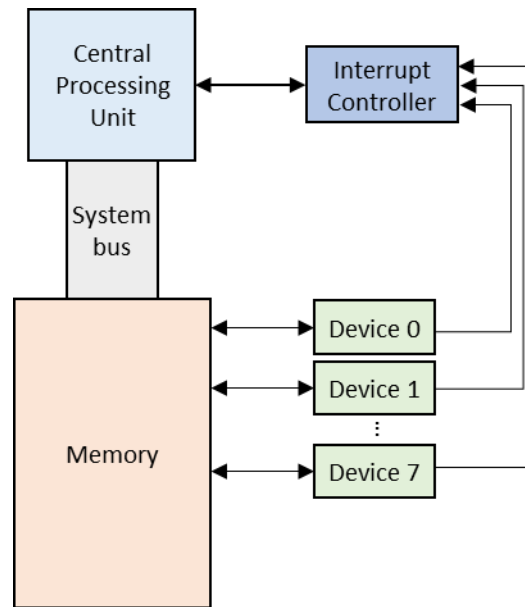 Central
Processing
Unit
Interrupt
Controller
System
bus
Device 0
Device 1
...
Device 7
Memory